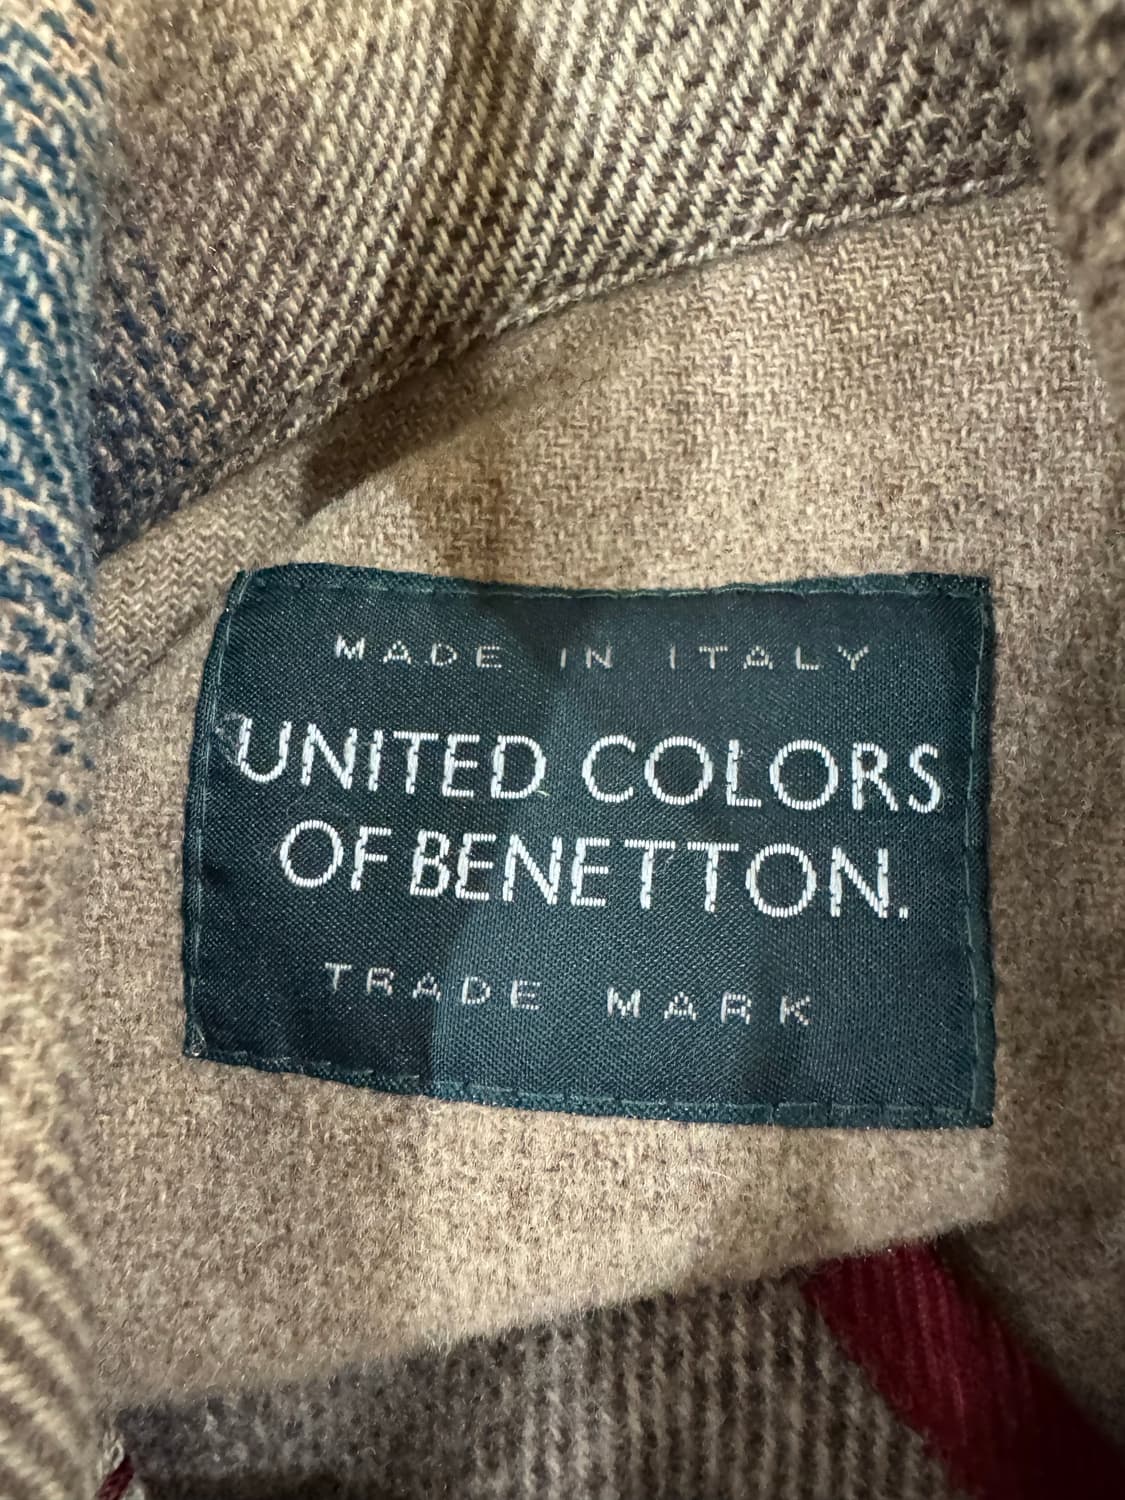 MADE IN ITALY
UNITED COLORS
OF BENETTON.
TRADE MARK